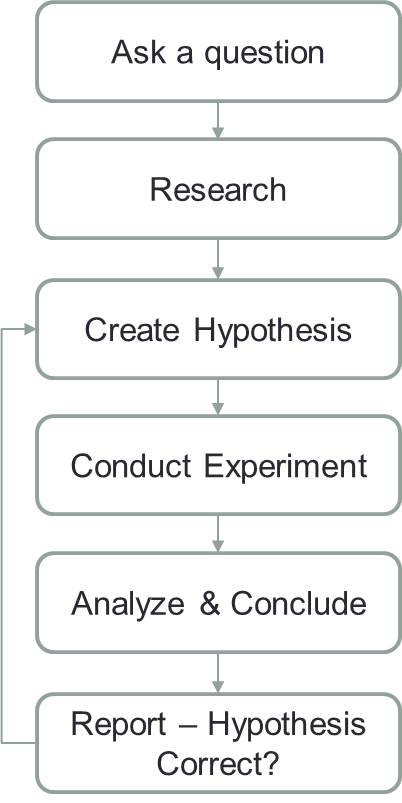 Ask a question
Research
Create Hypothesis
Conduct Experiment
Analyze & Conclude
Report – Hypothesis
Correct?